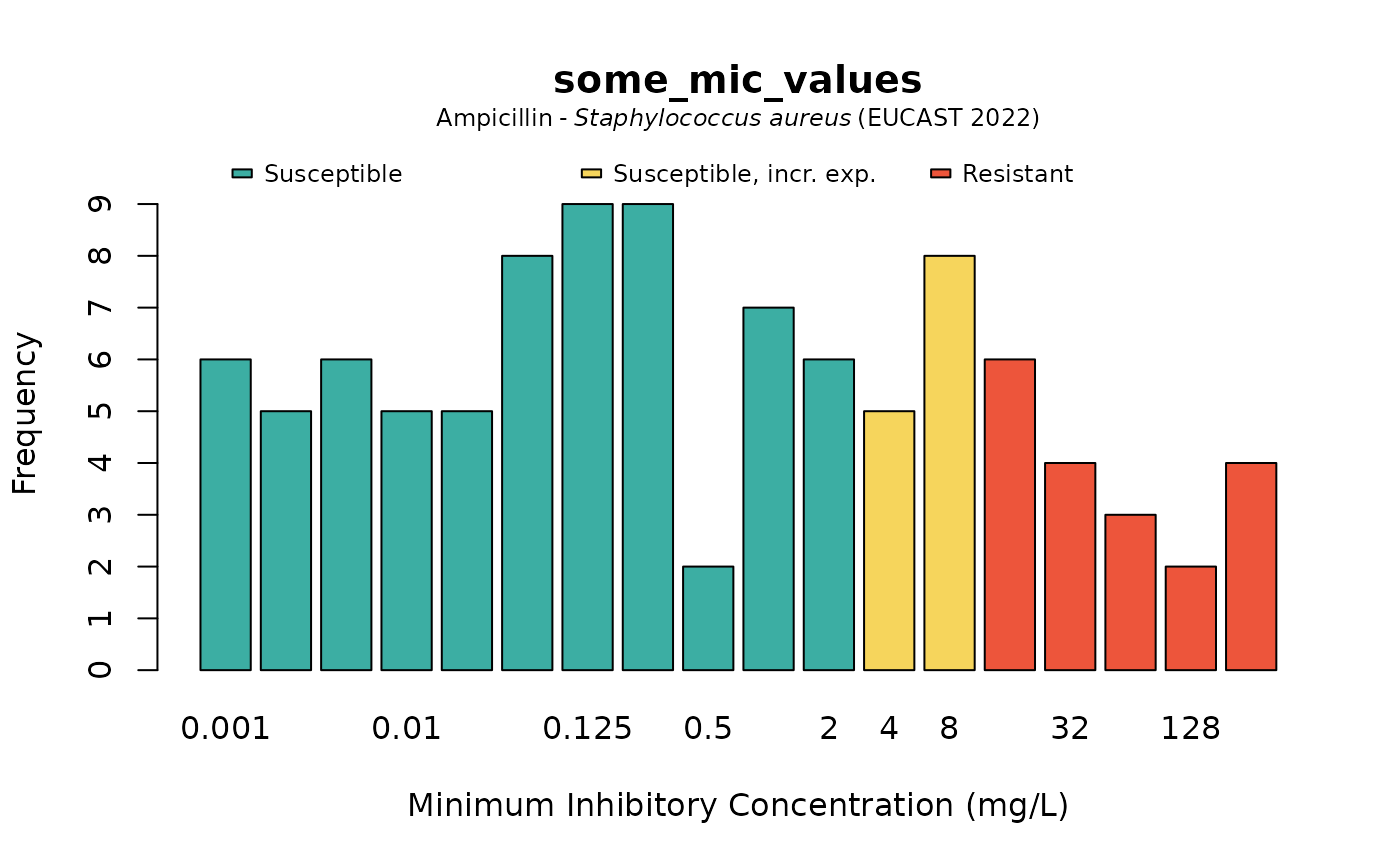 some_mic_values
Ampicillin - Staphylococcus aureus (EUCAST 2022)
Susceptible
Susceptible, incr. exp.
Resistant
Frequency
9
8
7
6
5
4
3
2
1
0
0.001 0.01 0.125 0.5 2 4 8 32 128
Minimum Inhibitory Concentration (mg/L)